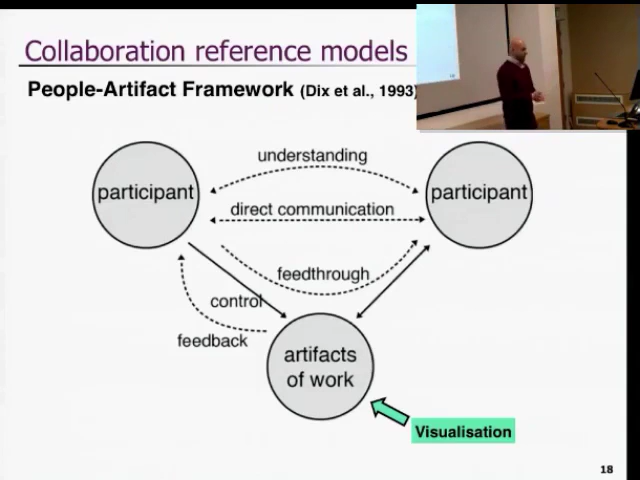 Collaboration reference models
People-Artifact Framework (Dix et al., 1993)
understanding
participant
participant
direct communication
feedthrough
control
feedback
artifacts
of work
Visualisation
18